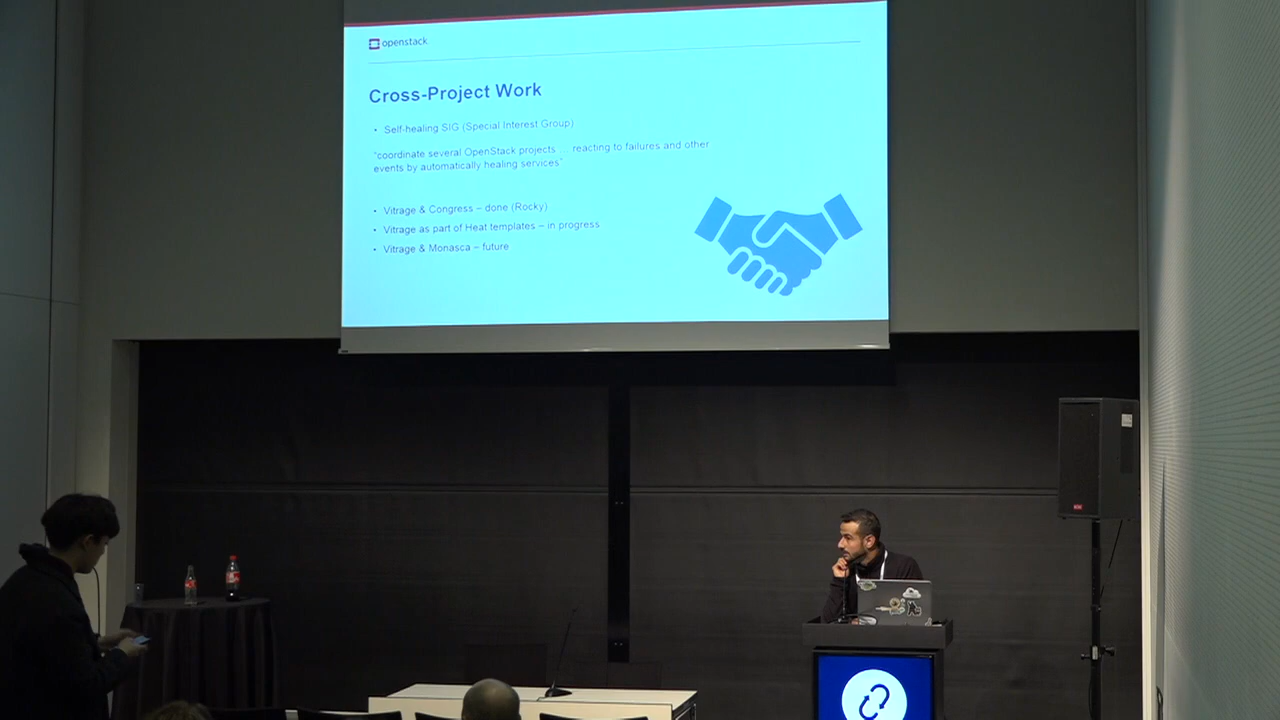 openstack.
Cross-Project Work
• Self-healing SIG (Special Interest Group)
“coordinate several OpenStack projects … reacting to failures and other
events by automatically healing services”
• Vitrage & Congress – done (Rocky)
• Vitrage as part of Heat templates – in progress
• Vitrage & Monasca – future